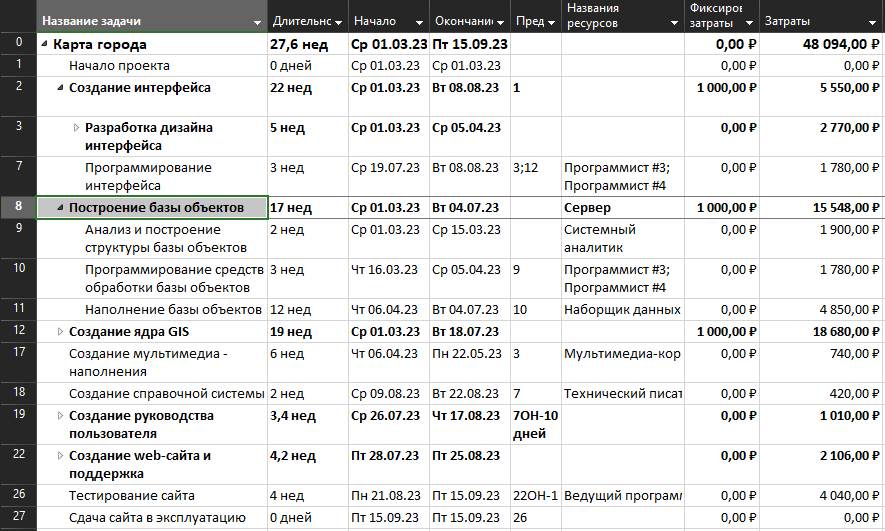 Название задачи Длительнс Начало Окончани Пред Названия ресурсов Фиксиров затраты Затраты
0 Карта города 27,6 нед Ср 01.03.23 Пт 15.09.23 0,00 ₽ 48 094,00 ₽
1 Начало проекта 0 дней Ср 01.03.23 Ср 01.03.23 0,00 ₽ 0,00 ₽
2 Создание интерфейса 22 нед Ср 01.03.23 Вт 08.08.23 1 1 000,00 ₽ 5 550,00 ₽
3 Разработка дизайна 5 нед Ср 01.03.23 Ср 05.04.23 0,00 ₽ 2 770,00 ₽
интерфейса
7 Программирование 3 нед Ср 19.07.23 Вт 08.08.23 3;12 Программист #3; 0,00 ₽ 1 780,00 ₽
интерфейса Программист #4
8 Построение базы объектов 17 нед Ср 01.03.23 Вт 04.07.23 Сервер 1 000,00 ₽ 15 548,00 ₽
9 Анализ и построение 2 нед Ср 01.03.23 Ср 15.03.23 Системный 0,00 ₽ 1 900,00 ₽
структуры базы объектов аналитик
10 Программирование средств 3 нед Чт 16.03.23 Ср 05.04.23 9 Программист #3; 0,00 ₽ 1 780,00 ₽
обработки базы объектов Программист #4
11 Наполнение базы объектов 12 нед Чт 06.04.23 Вт 04.07.23 10 Наборщик данных 0,00 ₽ 4 850,00 ₽
12 Создание ядра GIS 19 нед Ср 01.03.23 Вт 18.07.23 1 000,00 ₽ 18 680,00 ₽
17 Создание мультимедиа - 6 нед Чт 06.04.23 Пн 22.05.23 3 Мультимедиа-кор 0,00 ₽ 740,00 ₽
наполнения
18 Создание справочной системы 2 нед Ср 09.08.23 Вт 22.08.23 7 Технический писат 0,00 ₽ 420,00 ₽
19 Создание руководства 3,4 нед Ср 26.07.23 Чт 17.08.23 7ОН-10 0,00 ₽ 1 010,00 ₽
пользователя дней
22 Создание web-сайта и 4,2 нед Пт 28.07.23 Пт 25.08.23 0,00 ₽ 2 106,00 ₽
поддержка
26 Тестирование сайта 4 нед Пн 21.08.23 Пт 15.09.23 22ОН-1 Ведущий программ 0,00 ₽ 4 040,00 ₽
27 Сдача сайта в эксплуатацию 0 дней Пт 15.09.23 Пт 15.09.23 26 0,00 ₽ 0,00 ₽